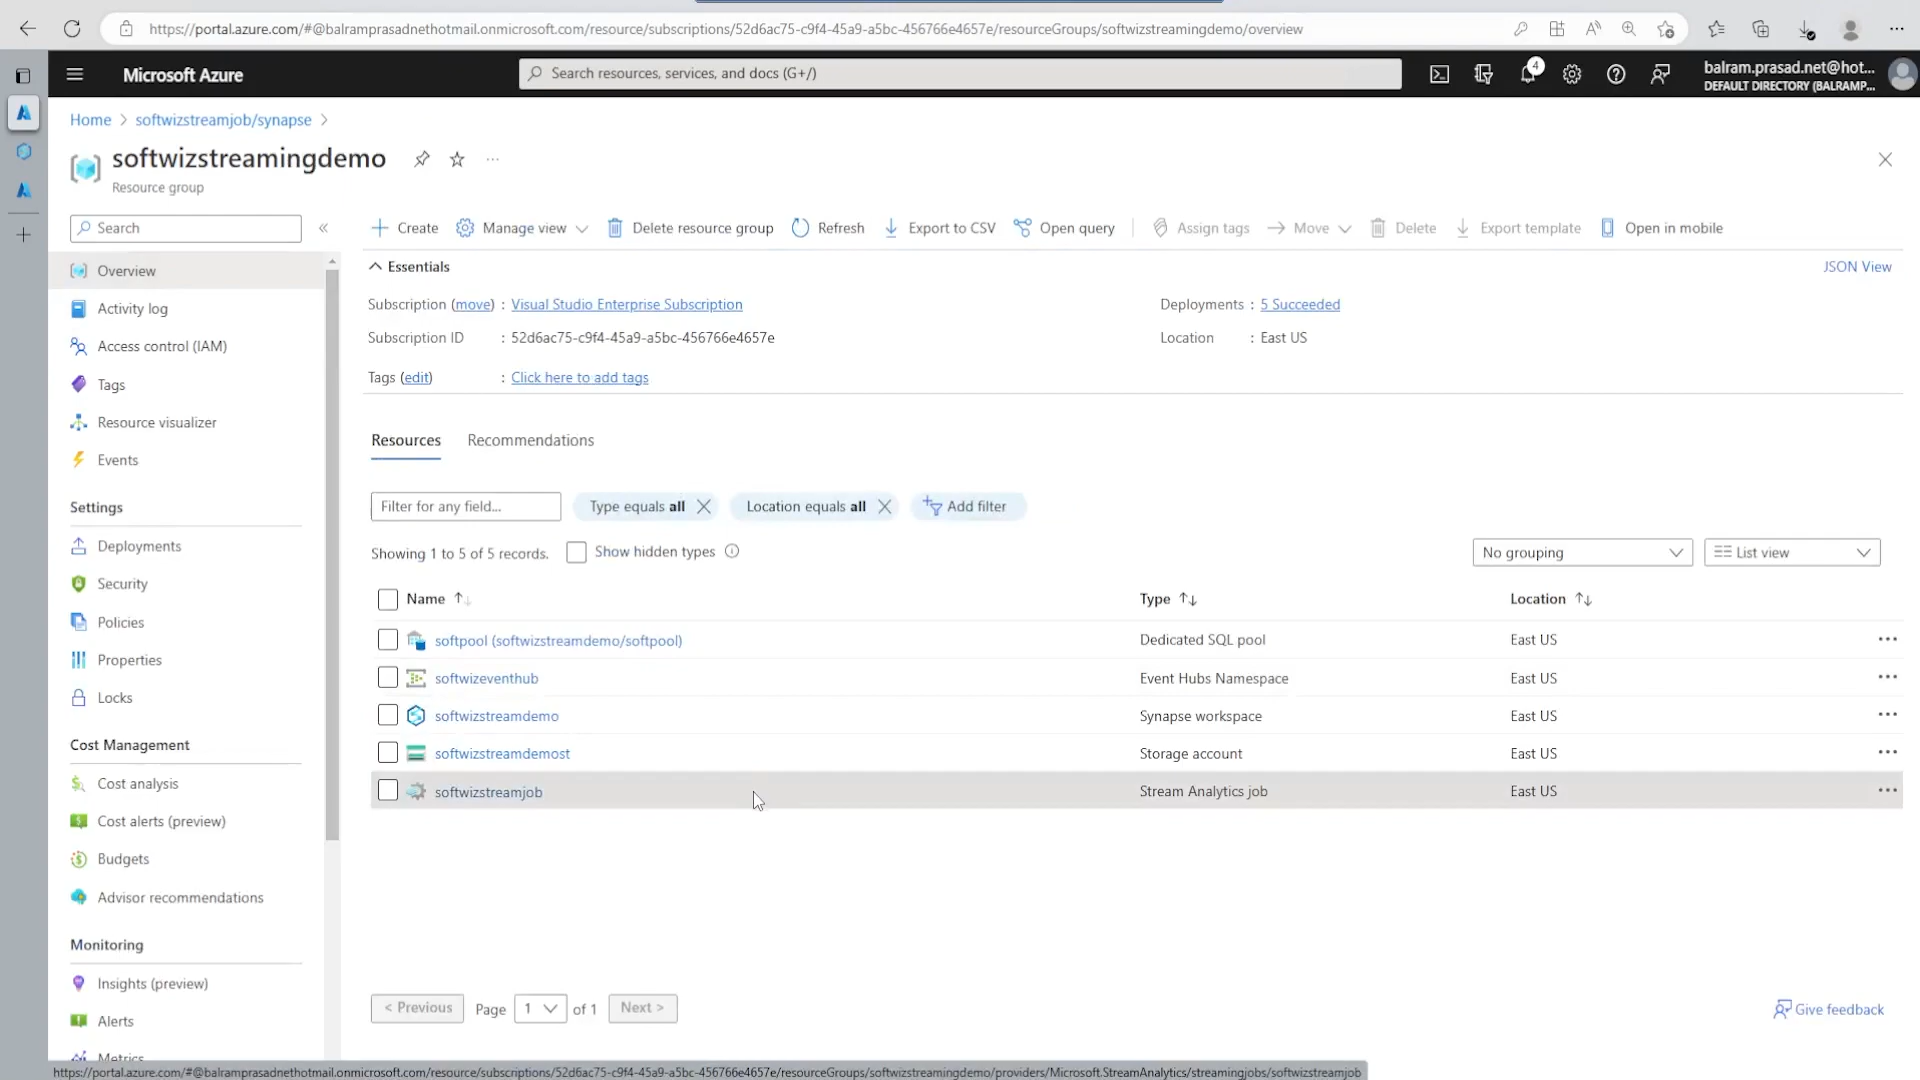 https://portal.azure.com/#@balramprasadnethotmail.onmicrosoft.com/resource/subscriptions/52d6ac75-c9f4-45a9-a5bc-456766e4657e/resourceGroups/softwizstreamingdemo/overview
Microsoft Azure
Search resources, services, and docs (G+/)
4
balram.prasad.net@hot...
DEFAULT DIRECTORY (BALRAMP...
Home > softwizstreamjob/synapse >
softwizstreamingdemo
Resource group
Search
Create
Manage view
Delete resource group
Refresh
Export to CSV
Open query
Assign tags
Move
Delete
Export template
Open in mobile
Overview
Activity log
Access control (IAM)
Tags
Resource visualizer
Events
Settings
Deployments
Security
Policies
Properties
Locks
Cost Management
Cost analysis
Cost alerts (preview)
Budgets
Advisor recommendations
Monitoring
Insights (preview)
Alerts
Metrics
Essentials
JSON View
Subscription (move) : Visual Studio Enterprise Subscription
Deployments : 5 Succeeded
Subscription ID : 52d6ac75-c9f4-45a9-a5bc-456766e4657e
Location : East US
Tags (edit) : Click here to add tags
Resources Recommendations
Filter for any field...
Type equals all
Location equals all
Add filter
Showing 1 to 5 of 5 records.
Show hidden types
No grouping
List view
Name Type Location
softpool (softwizstreamdemo/softpool) Dedicated SQL pool East US ...
softwizeventhub Event Hubs Namespace East US ...
softwizstreamdemo Synapse workspace East US ...
softwizstreamdemost Storage account East US ...
softwizstreamjob Stream Analytics job East US ...
< Previous Page 1 of 1 Next >
Give feedback
https://portal.azure.com/#@balramprasadnethotmail.onmicrosoft.com/resource/subscriptions/52d6ac75-c9f4-45a9-a5bc-456766e4657e/resourceGroups/softwizstreamingdemo/providers/Microsoft.StreamAnalytics/streamingjobs/softwizstreamjob